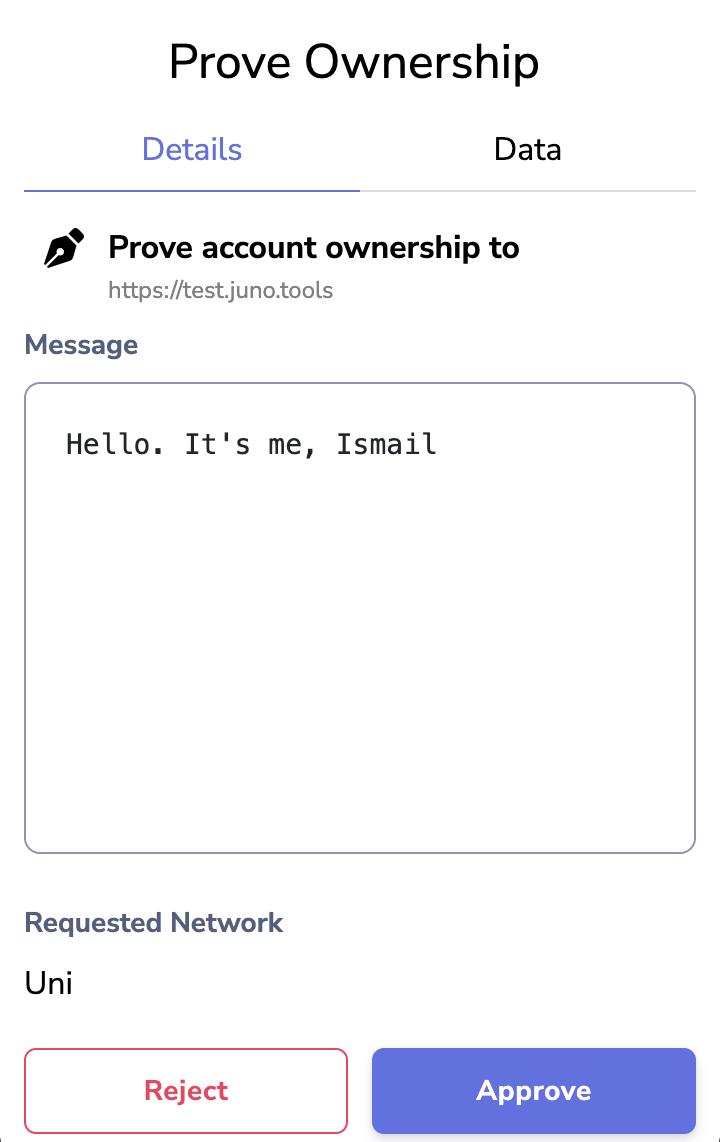 Prove Ownership
Details
Data
Prove account ownership to
https://test.juno.tools
Message
Hello. It's me, Ismail
Requested Network
Uni
Reject
Approve